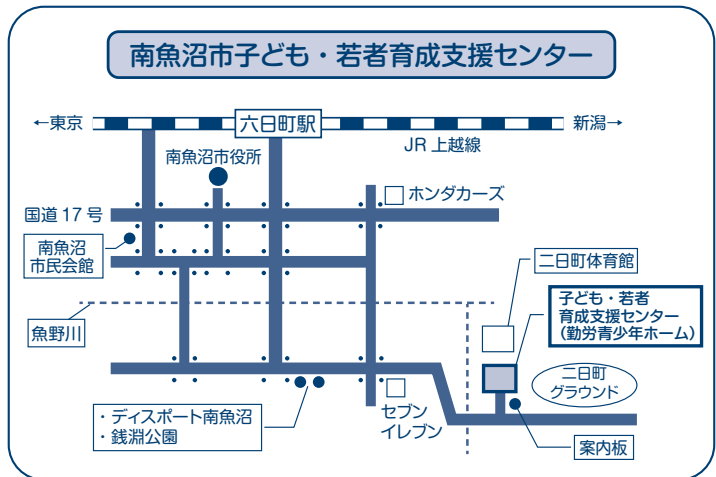 南魚沼市子ども・若者育成支援センター
←東京
六日町駅
新潟→
JR 上越線
南魚沼市役所
ホンダカーズ
国道 17 号
南魚沼
市民会館
二日町体育館
子ども・若者
育成支援センター
(勤労青少年ホーム)
魚野川
二日町
グラウンド
・ディスポート南魚沼
・銭淵公園
セブン
イレブン
案内板